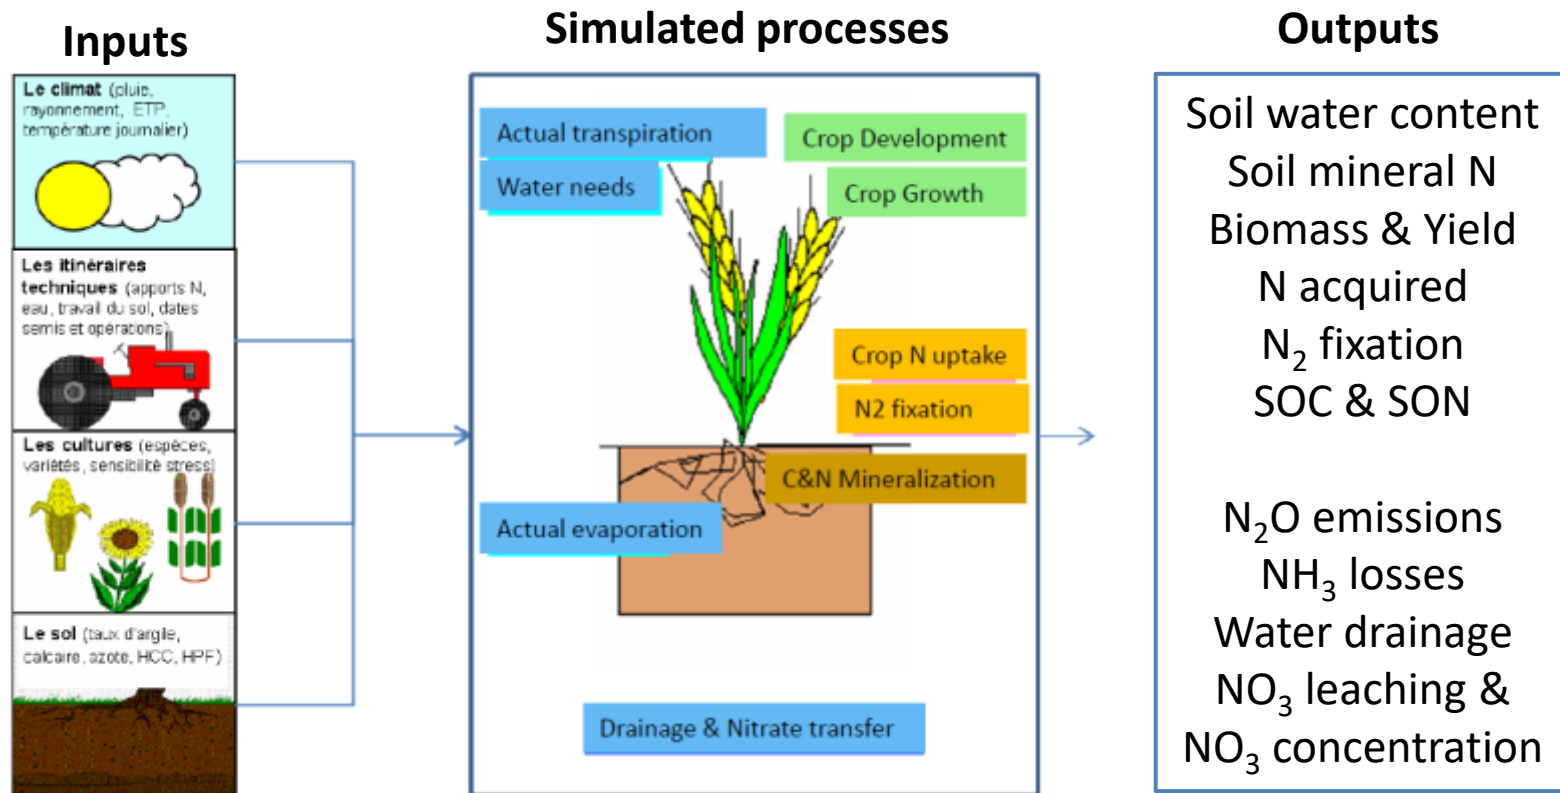 Inputs
Le climat (pluie,
rayonnement, ETP,
température journalier)
Les itinéraires
techniques (apports N,
eau, travail du sol, dates
semis et opérations)
Les cultures (espèces,
variétés, sensibilité stress)
Le sol (taux d'argile,
calcaire, azote, HCC, HPF)
Simulated processes
Actual transpiration
Water needs
Crop Development
Crop Growth
Crop N uptake
N2 fixation
C&N Mineralization
Actual evaporation
Drainage & Nitrate transfer
Outputs
Soil water content
Soil mineral N
Biomass & Yield
N acquired
N₂ fixation
SOC & SON
N₂O emissions
NH₃ losses
Water drainage
NO₃ leaching &
NO₃ concentration